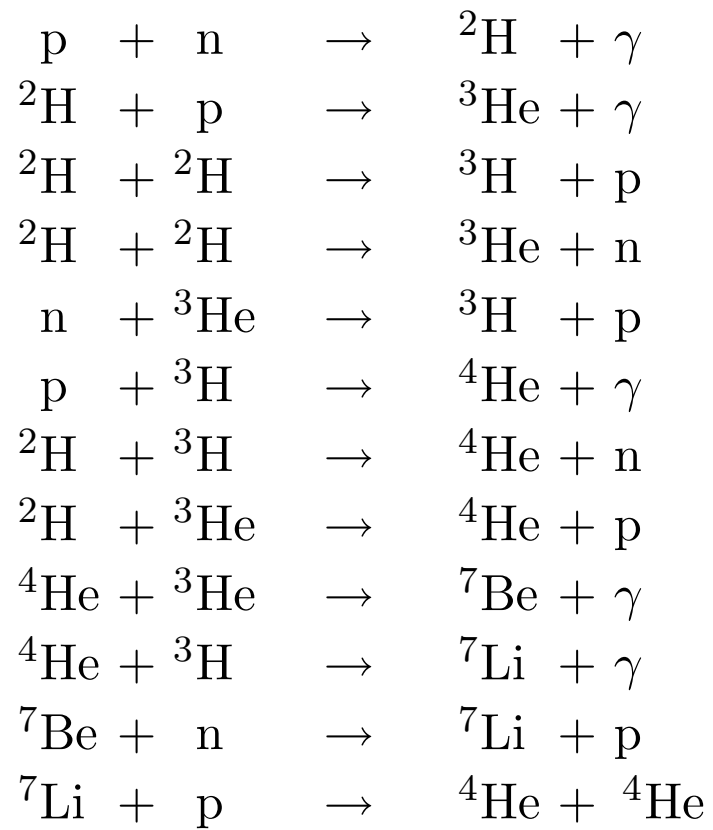 p + n → ²H + γ
²H + p → ³He + γ
²H + ²H → ³H + p
²H + ²H → ³He + n
n + ³He → ³H + p
p + ³H → ⁴He + γ
²H + ³H → ⁴He + n
²H + ³He → ⁴He + p
⁴He + ³He → ⁷Be + γ
⁴He + ³H → ⁷Li + γ
⁷Be + n → ⁷Li + p
⁷Li + p → ⁴He + ⁴He